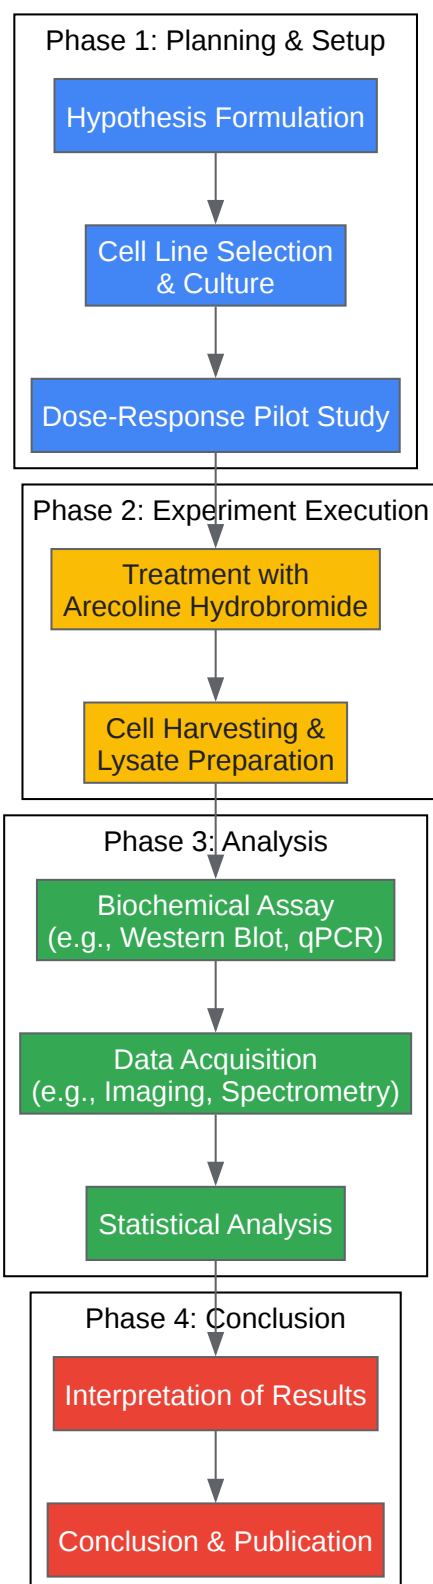 Phase 1: Planning & Setup
Hypothesis Formulation
Cell Line Selection
& Culture
Dose-Response Pilot Study
Phase 2: Experiment Execution
Treatment with
Arecoline Hydrobromide
Cell Harvesting &
Lysate Preparation
Phase 3: Analysis
Biochemical Assay
(e.g., Western Blot, qPCR)
Data Acquisition
(e.g., Imaging, Spectrometry)
Statistical Analysis
Phase 4: Conclusion
Interpretation of Results
Conclusion & Publication